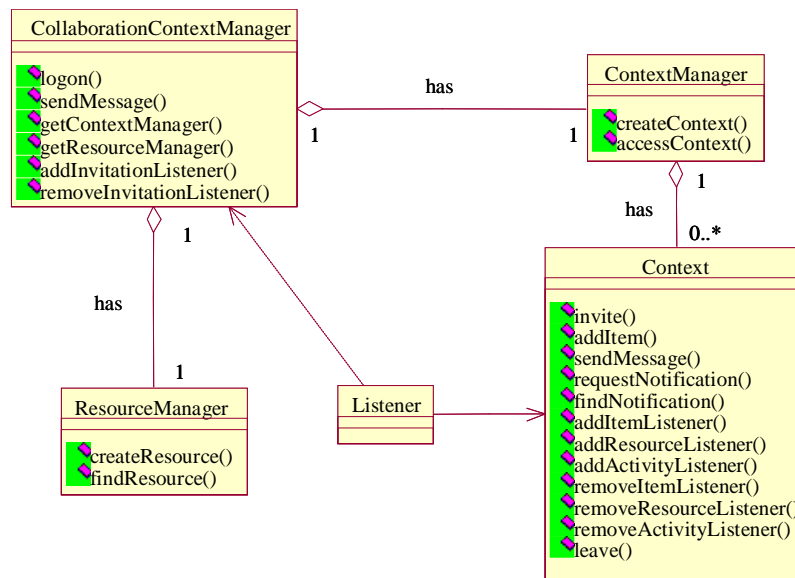 CollaborationContextManager
logon()
sendMessage()
getContextManager()
getResourceManager()
addInvitationListener()
removeInvitationListener()
has
1
1
ContextManager
createContext()
accessContext()
1
has
0..*
1
has
1
Context
invite()
addItem()
sendMessage()
requestNotification()
findNotification()
addItemListener()
addResourceListener()
addActivityListener()
removeItemListener()
removeResourceListener()
removeActivityListener()
leave()
ResourceManager
createResource()
findResource()
Listener